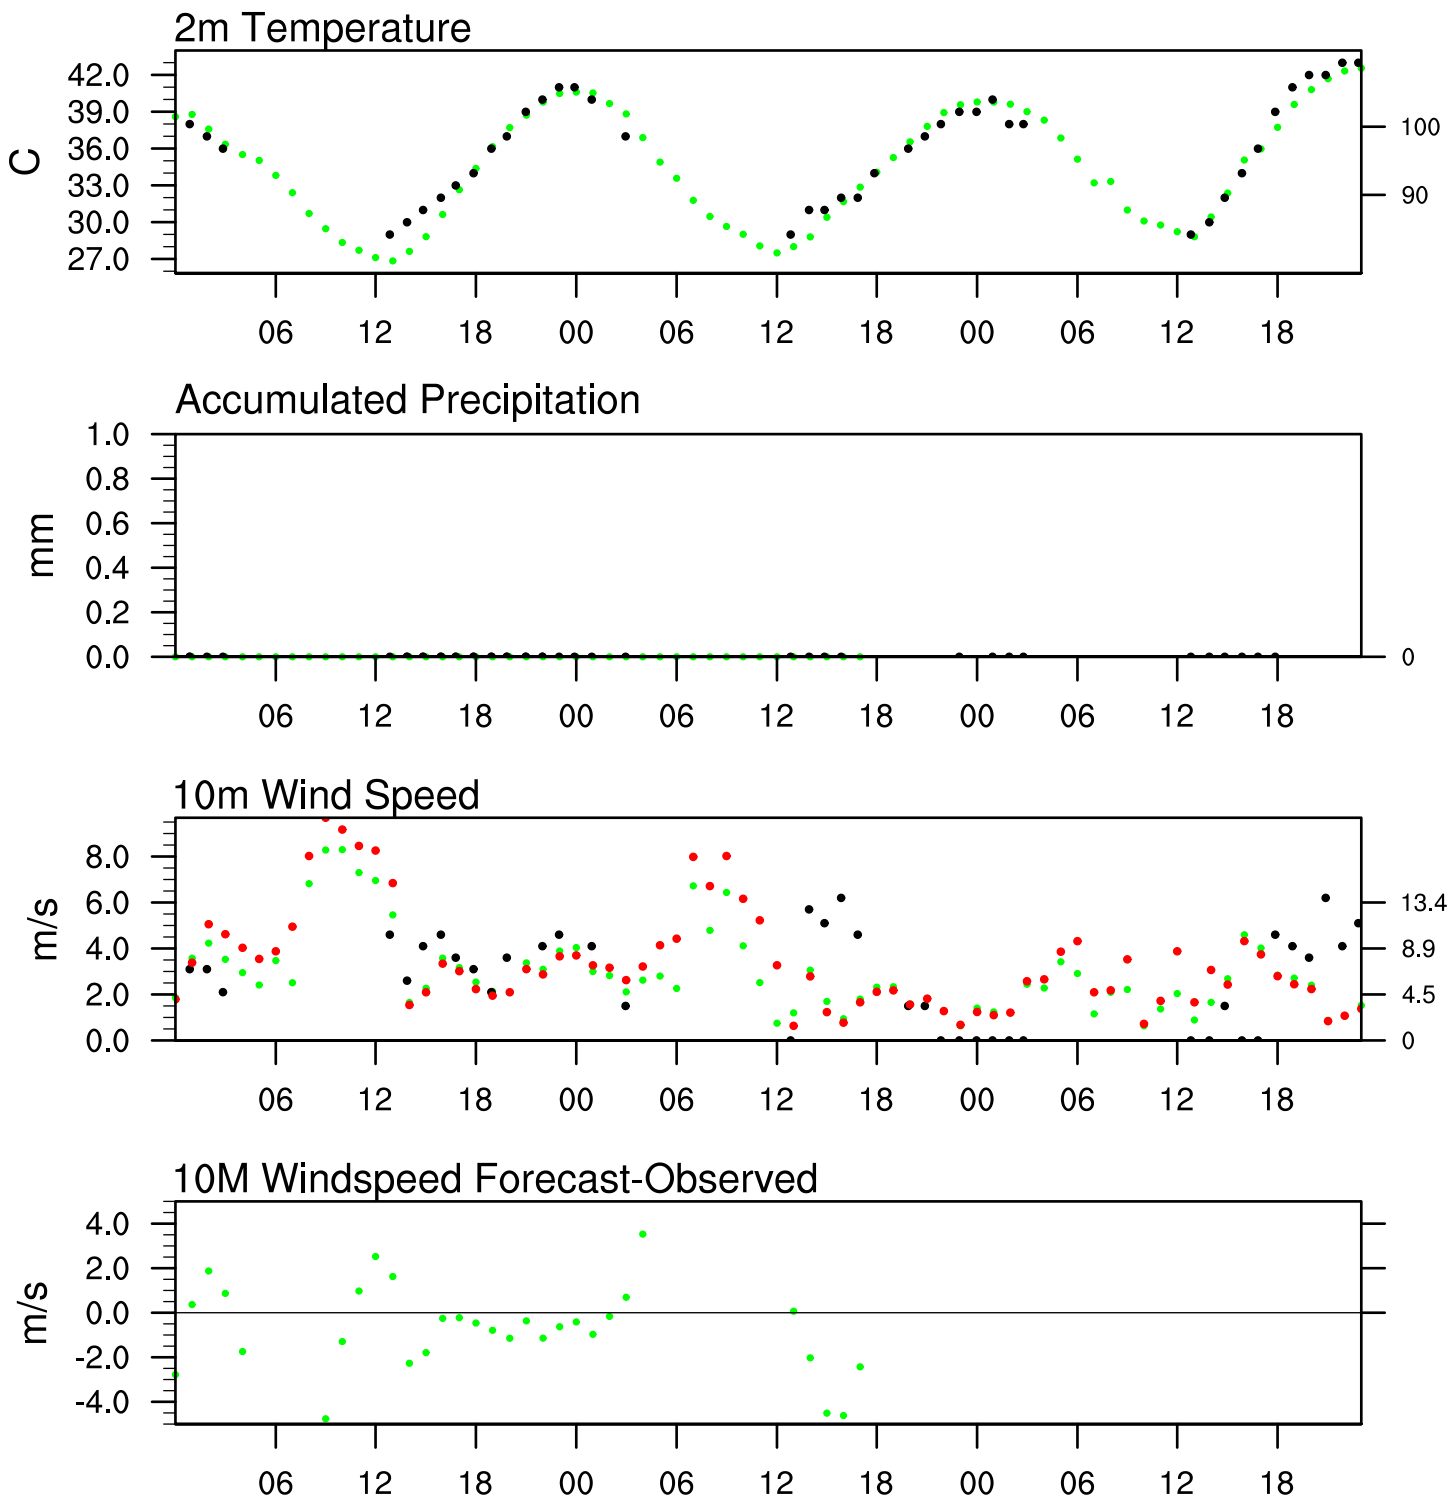 2m Temperature
42.0
39.0
36.0
33.0
30.0
27.0
C
100
90
06 12 18 00 06 12 18 00 06 12 18
Accumulated Precipitation
1.0
0.8
0.6
0.4
0.2
0.0
mm
0
06 12 18 00 06 12 18 00 06 12 18
10m Wind Speed
8.0
6.0
4.0
2.0
0.0
m/s
13.4
8.9
4.5
0
06 12 18 00 06 12 18 00 06 12 18
10M Windspeed Forecast-Observed
4.0
2.0
0.0
-2.0
-4.0
m/s
06 12 18 00 06 12 18 00 06 12 18